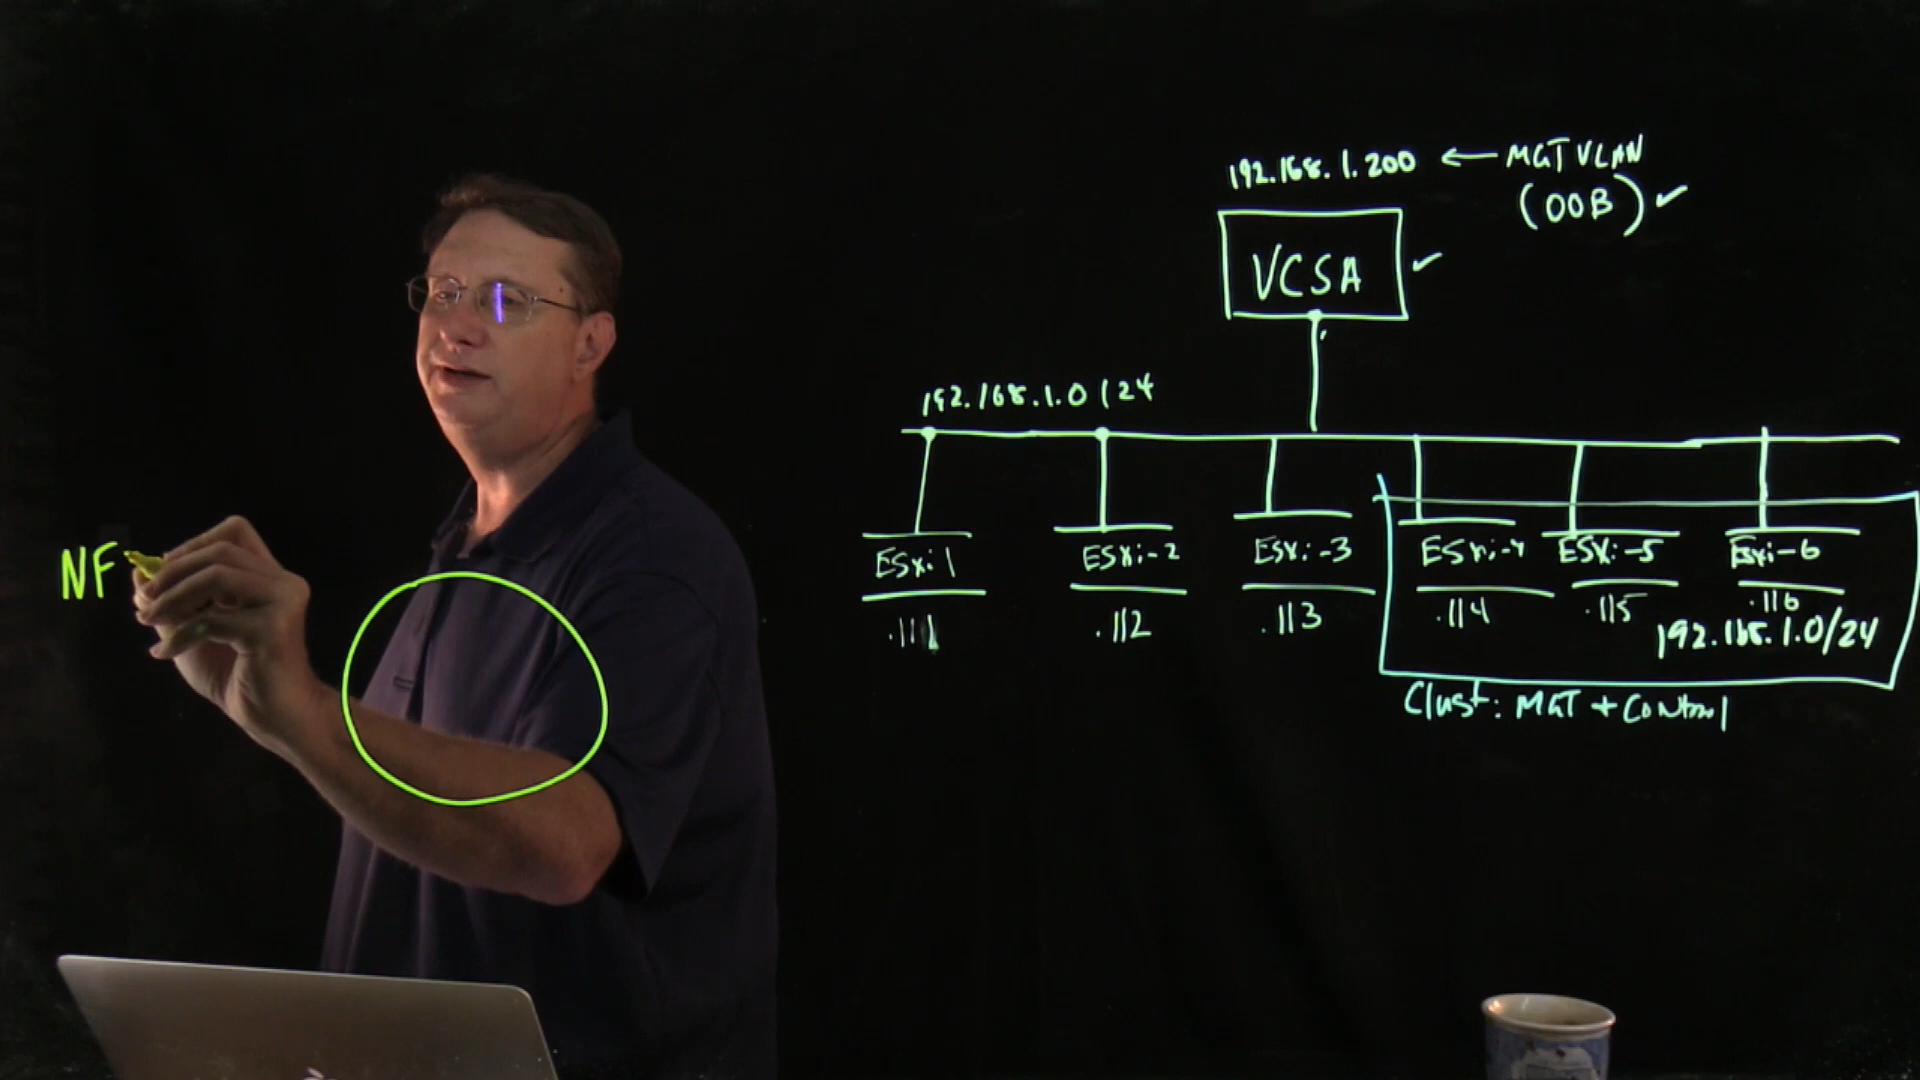 192.168.1.200 ← MGT VLAN
(OOB) ✓
VCSA ✓
192.168.1.0/24
ESXi1
ESXi-2
ESXi-3
ESXi-4
ESXi-5
ESXi-6
.111
.112
.113
.114
.115
.116
192.168.1.0/24
Clust: MGT + Control
NF